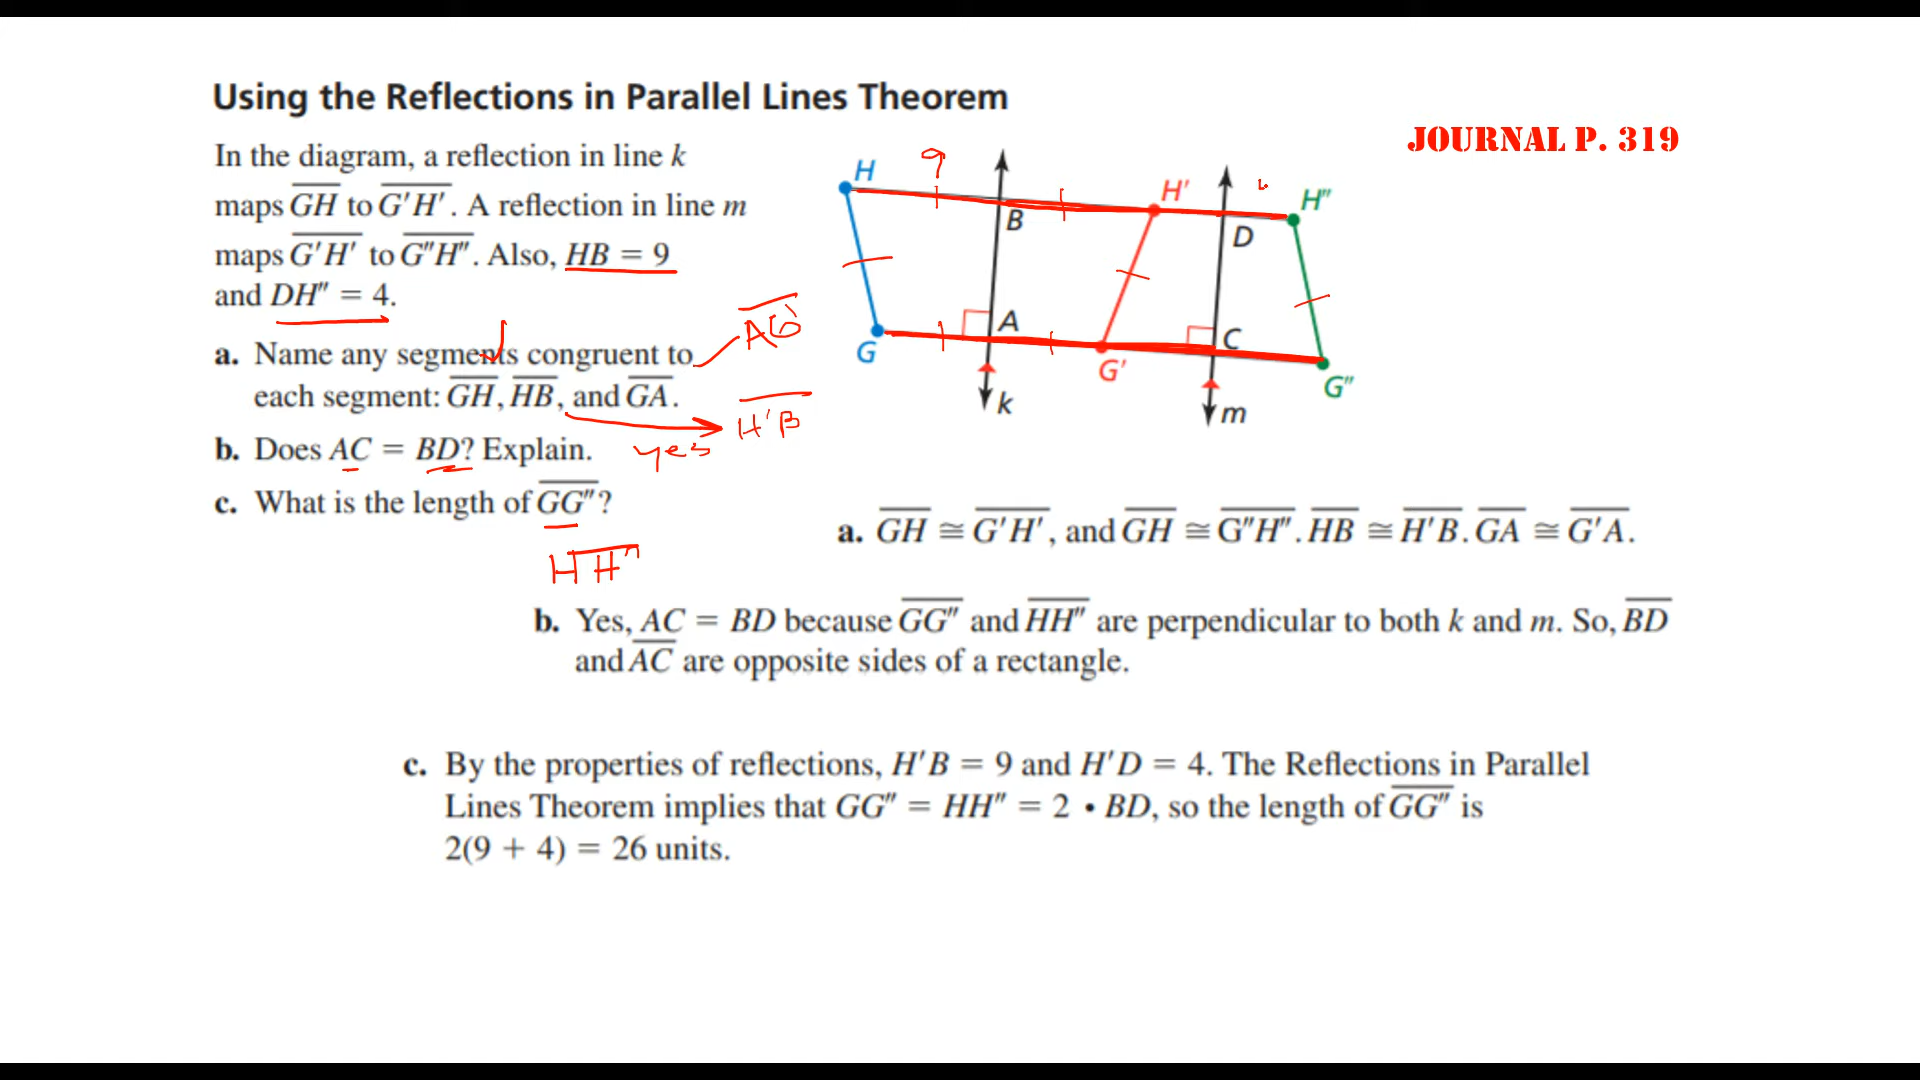 Using the Reflections in Parallel Lines Theorem
JOURNAL P. 319
In the diagram, a reflection in line k
maps GH to G′H′. A reflection in line m
maps G′H′ to G″H″. Also, HB = 9
and DH″ = 4.
a. Name any segments congruent to
each segment: GH, HB, and GA.
b. Does AC = BD? Explain.
c. What is the length of GG″?
AG'
H'B
yes
HH"
H
9
B
H′
D
H″
G
A
G′
C
G″
k
m
a. GH ≅ G′H′, and GH ≅ G″H″. HB ≅ H′B. GA ≅ G′A.
b. Yes, AC = BD because GG″ and HH″ are perpendicular to both k and m. So, BD
and AC are opposite sides of a rectangle.
c. By the properties of reflections, H′B = 9 and H′D = 4. The Reflections in Parallel
Lines Theorem implies that GG″ = HH″ = 2 • BD, so the length of GG″ is
2(9 + 4) = 26 units.